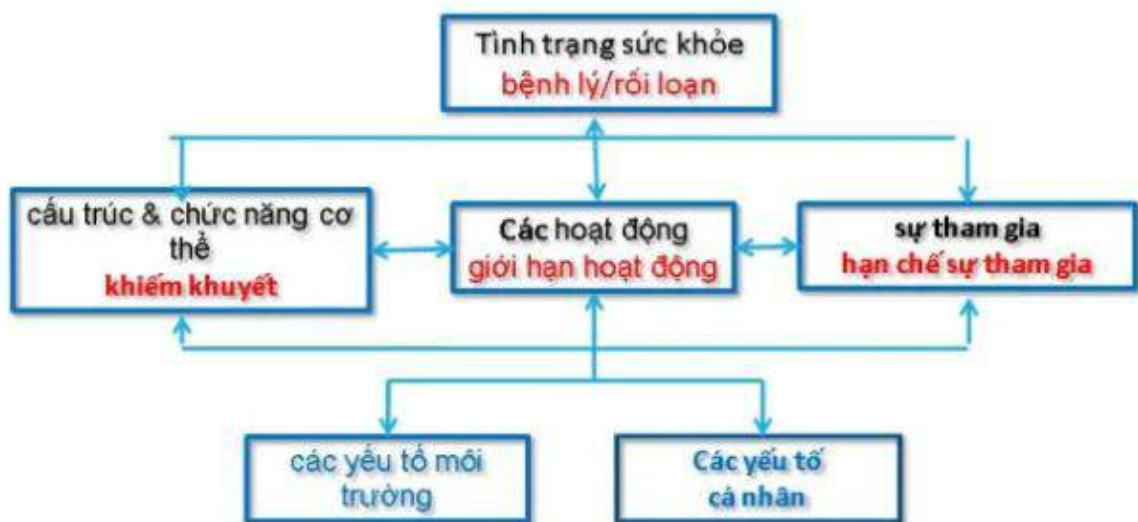 Tình trạng sức khỏe
bệnh lý/rối loạn
cấu trúc & chức năng cơ
thể
khiếm khuyết
Các hoạt động
giới hạn hoạt động
sự tham gia
hạn chế sự tham gia
các yếu tố môi
trường
Các yếu tố
cá nhân